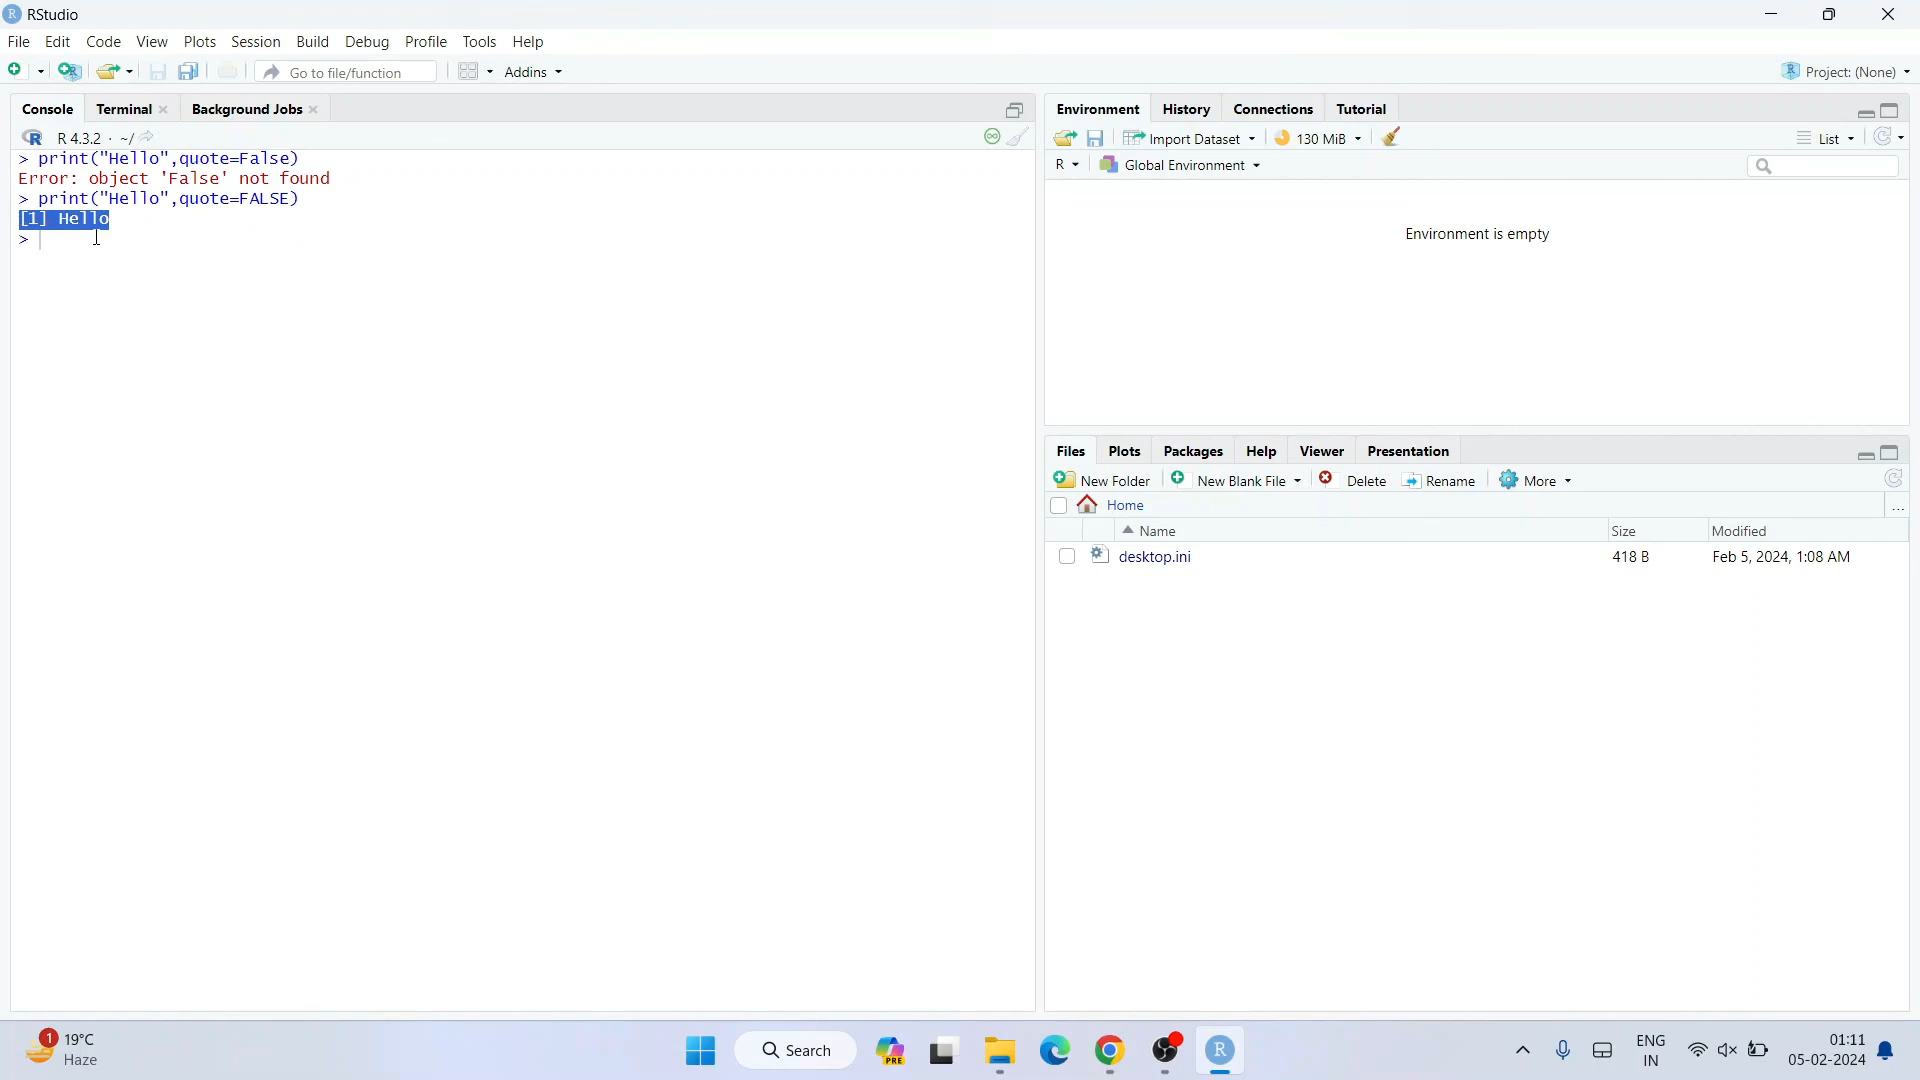 RStudio
File Edit Code View Plots Session Build Debug Profile Tools Help
Go to file/function Addins Project: (None)
Console Terminal Background Jobs
R 4.3.2 · ~/
> print("Hello",quote=False)
Error: object 'False' not found
> print("Hello",quote=FALSE)
[1] Hello
>
Environment History Connections Tutorial
Import Dataset 130 MiB List
R Global Environment
Environment is empty
Files Plots Packages Help Viewer Presentation
New Folder New Blank File Delete Rename More
Home ...
Name Size Modified
desktop.ini 418 B Feb 5, 2024, 1:08 AM
1 19°C
Haze
Search
PRE
R
ENG
IN
01:11
05-02-2024